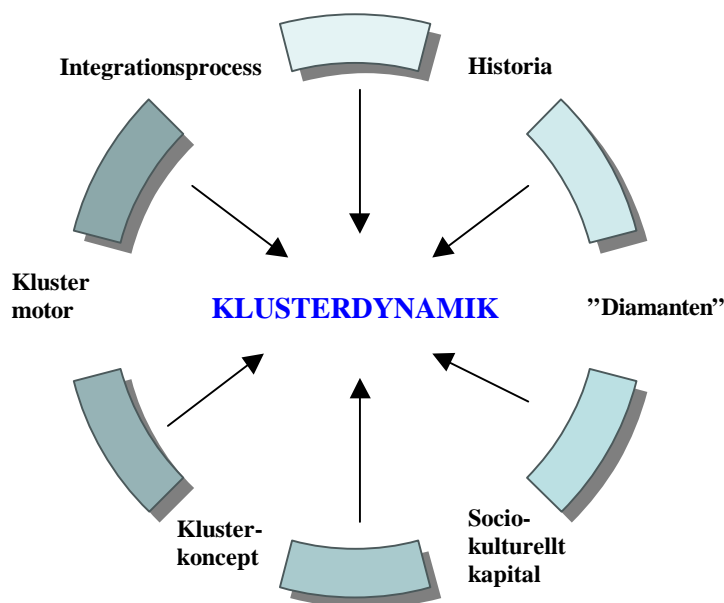 Integrationsprocess
Historia
Kluster
motor
KLUSTERDYNAMIK
”Diamanten”
Kluster-
koncept
Socio-
kulturellt
kapital